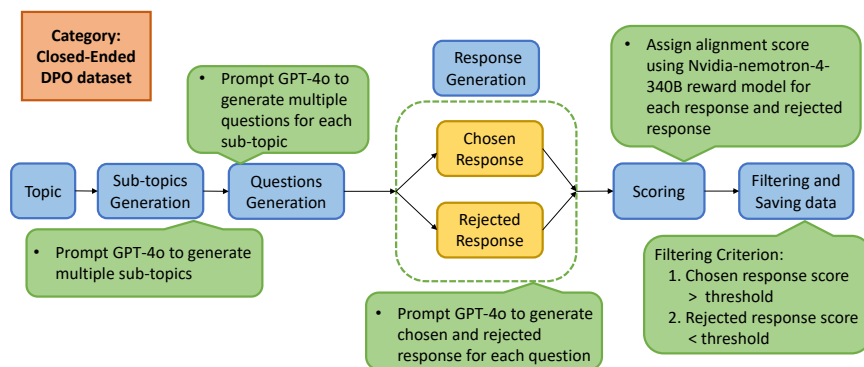 Category:
Closed-Ended
DPO dataset
• Prompt GPT-4o to
generate multiple
questions for each
sub-topic
Response
Generation
• Assign alignment score
using Nvidia-nemotron-4-
340B reward model for
each response and rejected
response
Topic
Sub-topics
Generation
Questions
Generation
Chosen
Response
Rejected
Response
Scoring
Filtering and
Saving data
• Prompt GPT-4o to generate
multiple sub-topics
• Prompt GPT-4o to generate
chosen and rejected
response for each question
Filtering Criterion:
1. Chosen response score
> threshold
2. Rejected response score
< threshold